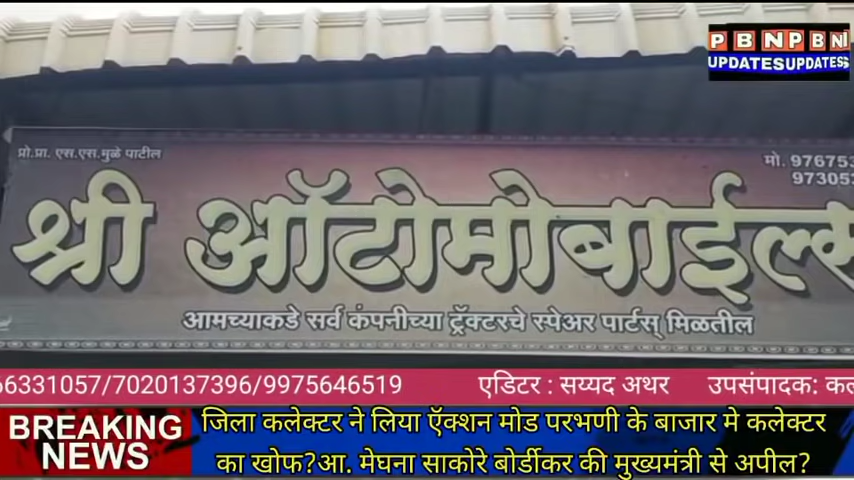 PBNPBN
UPDATESUPDATES
प्रो.प्रा. एस.एस.मुळे पाटील
मो. 976753
973053
श्री ऑटोमोबाईल्स
आमच्याकडे सर्व कंपनीच्या ट्रॅक्टरचे स्पेअर पार्टस् मिळतील
66331057/7020137396/9975646519 एडिटर : सय्यद अथर उपसंपादक:
BREAKING
NEWS
जिला कलेक्टर ने लिया ऍक्शन मोड परभणी के बाजार मे कलेक्टर
का खोफ?आ. मेघना साकोरे बोर्डीकर की मुख्यमंत्री से अपील?